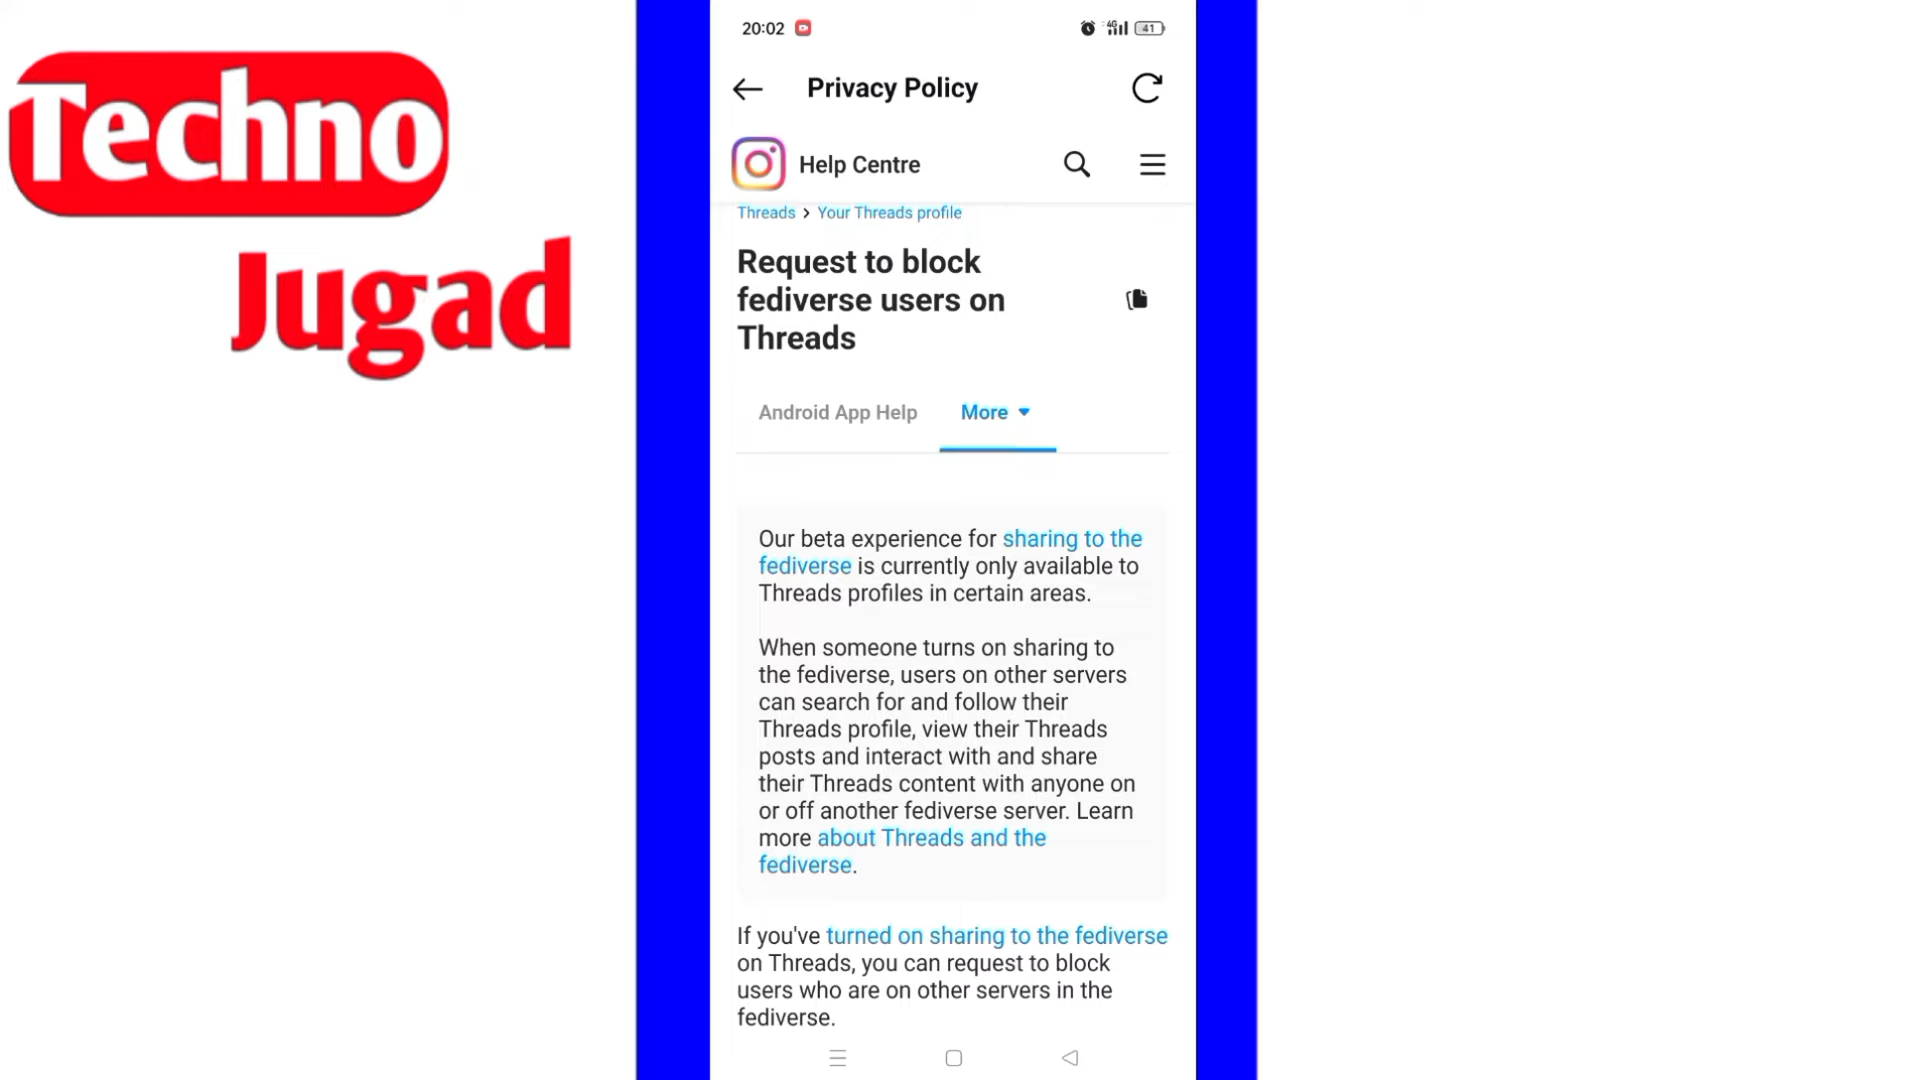 Techno
Jugad
20:02
4G
41
Privacy Policy
Help Centre
Threads > Your Threads profile
Request to block
fediverse users on
Threads
Android App Help More
Our beta experience for sharing to the
fediverse is currently only available to
Threads profiles in certain areas.
When someone turns on sharing to
the fediverse, users on other servers
can search for and follow their
Threads profile, view their Threads
posts and interact with and share
their Threads content with anyone on
or off another fediverse server. Learn
more about Threads and the
fediverse.
If you've turned on sharing to the fediverse
on Threads, you can request to block
users who are on other servers in the
fediverse.